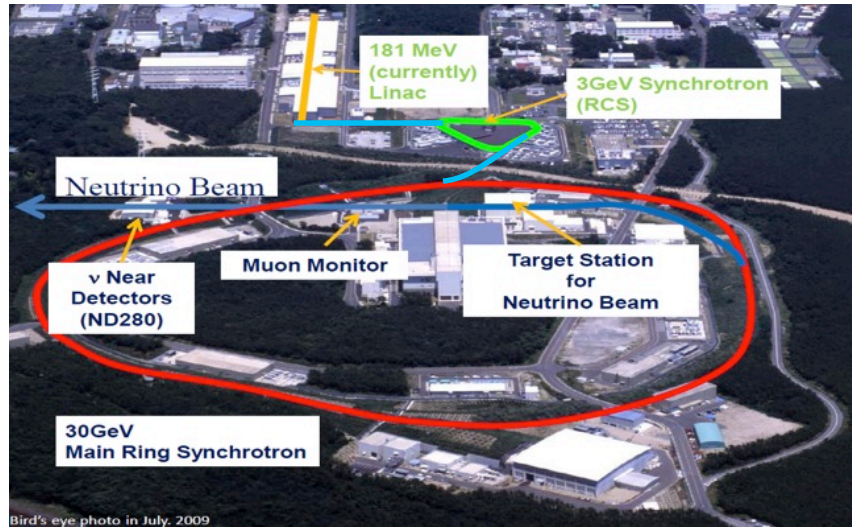 181 MeV
(currently)
Linac
3GeV Synchrotron
(RCS)
Neutrino Beam
ν Near
Detectors
(ND280)
Muon Monitor
Target Station
for
Neutrino Beam
30GeV
Main Ring Synchrotron
Bird's eye photo in July. 2009